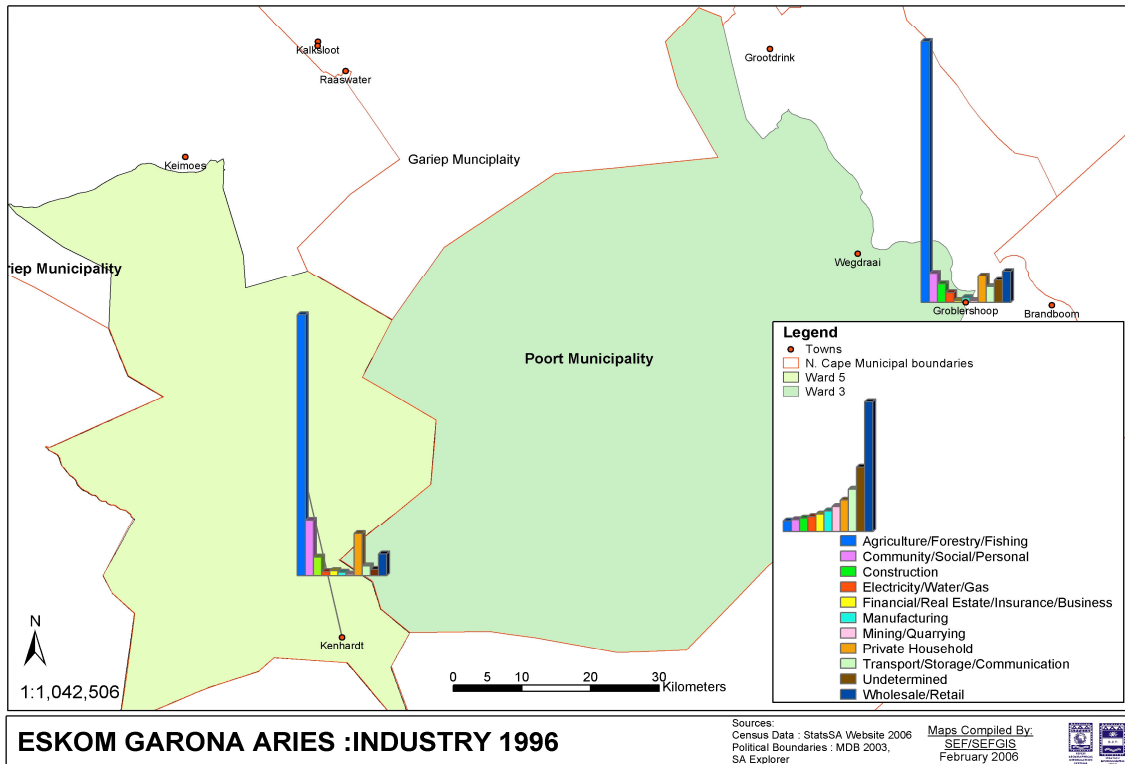 Kalksloot
Raaswater
Grootdrink
Keimoes
Gariep Munciplaity
riep Municipality
Wegdraai
Groblershoop
Brandboom
Poort Municipality
Kenhardt
N
1:1,042,506
0 5 10 20 30
Kilometers
Legend
Towns
N. Cape Municipal boundaries
Ward 5
Ward 3
Agriculture/Forestry/Fishing
Community/Social/Personal
Construction
Electricity/Water/Gas
Financial/Real Estate/Insurance/Business
Manufacturing
Mining/Quarrying
Private Household
Transport/Storage/Communication
Undetermined
Wholesale/Retail
ESKOM GARONA ARIES :INDUSTRY 1996
Sources:
Census Data : StatsSA Website 2006
Political Boundaries : MDB 2003,
SA Explorer
Maps Compiled By:
SEF/SEFGIS
February 2006